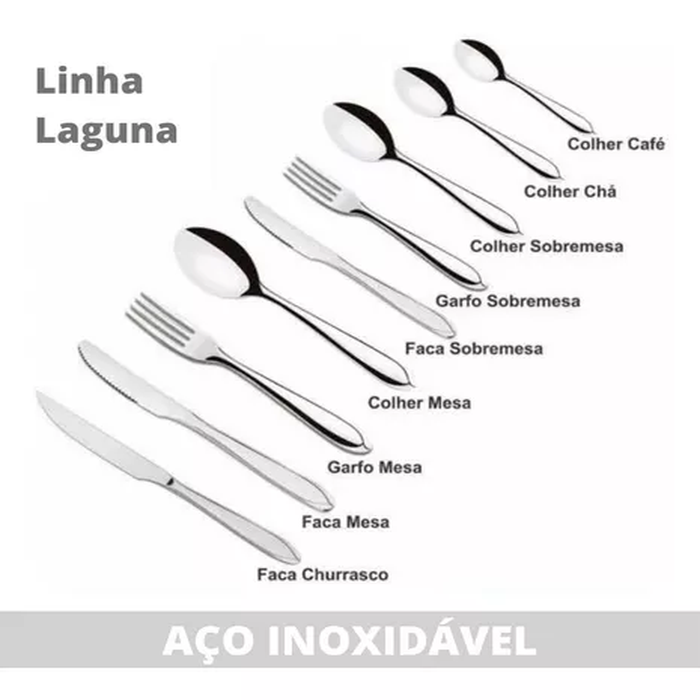 Linha
Laguna
Colher Café
Colher Chá
Colher Sobremesa
Garfo Sobremesa
Faca Sobremesa
Colher Mesa
Garfo Mesa
Faca Mesa
Faca Churrasco
AÇO INOXIDÁVEL